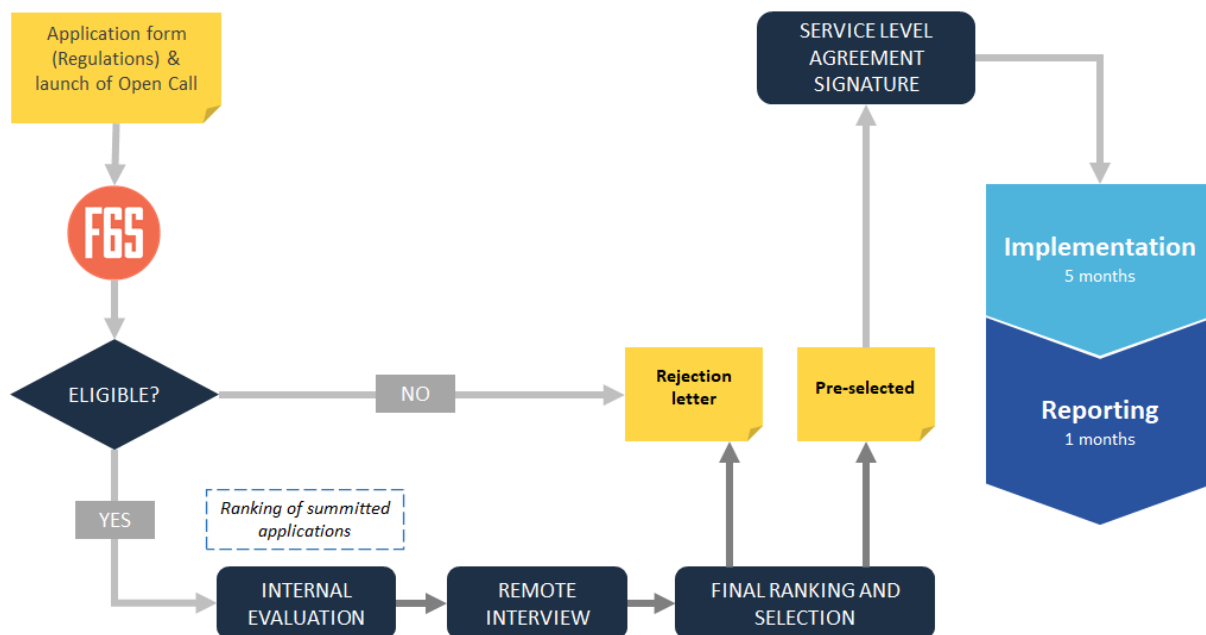 Application form
(Regulations) &
launch of Open Call
F6S
ELIGIBLE?
NO
YES
Ranking of summitted
applications
INTERNAL
EVALUATION
REMOTE
INTERVIEW
FINAL RANKING AND
SELECTION
Rejection
letter
Pre-selected
SERVICE LEVEL
AGREEMENT
SIGNATURE
Implementation
5 months
Reporting
1 months